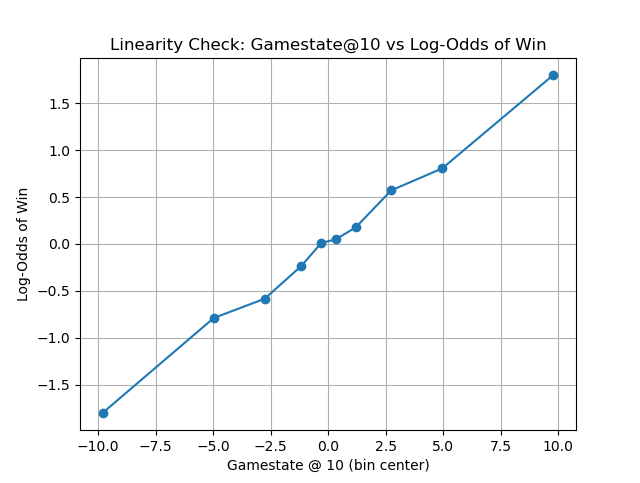 Linearity Check: Gamestate@10 vs Log-Odds of Win
Log-Odds of Win
1.5
1.0
0.5
0.0
−0.5
−1.0
−1.5
−10.0 −7.5 −5.0 −2.5 0.0 2.5 5.0 7.5 10.0
Gamestate @ 10 (bin center)